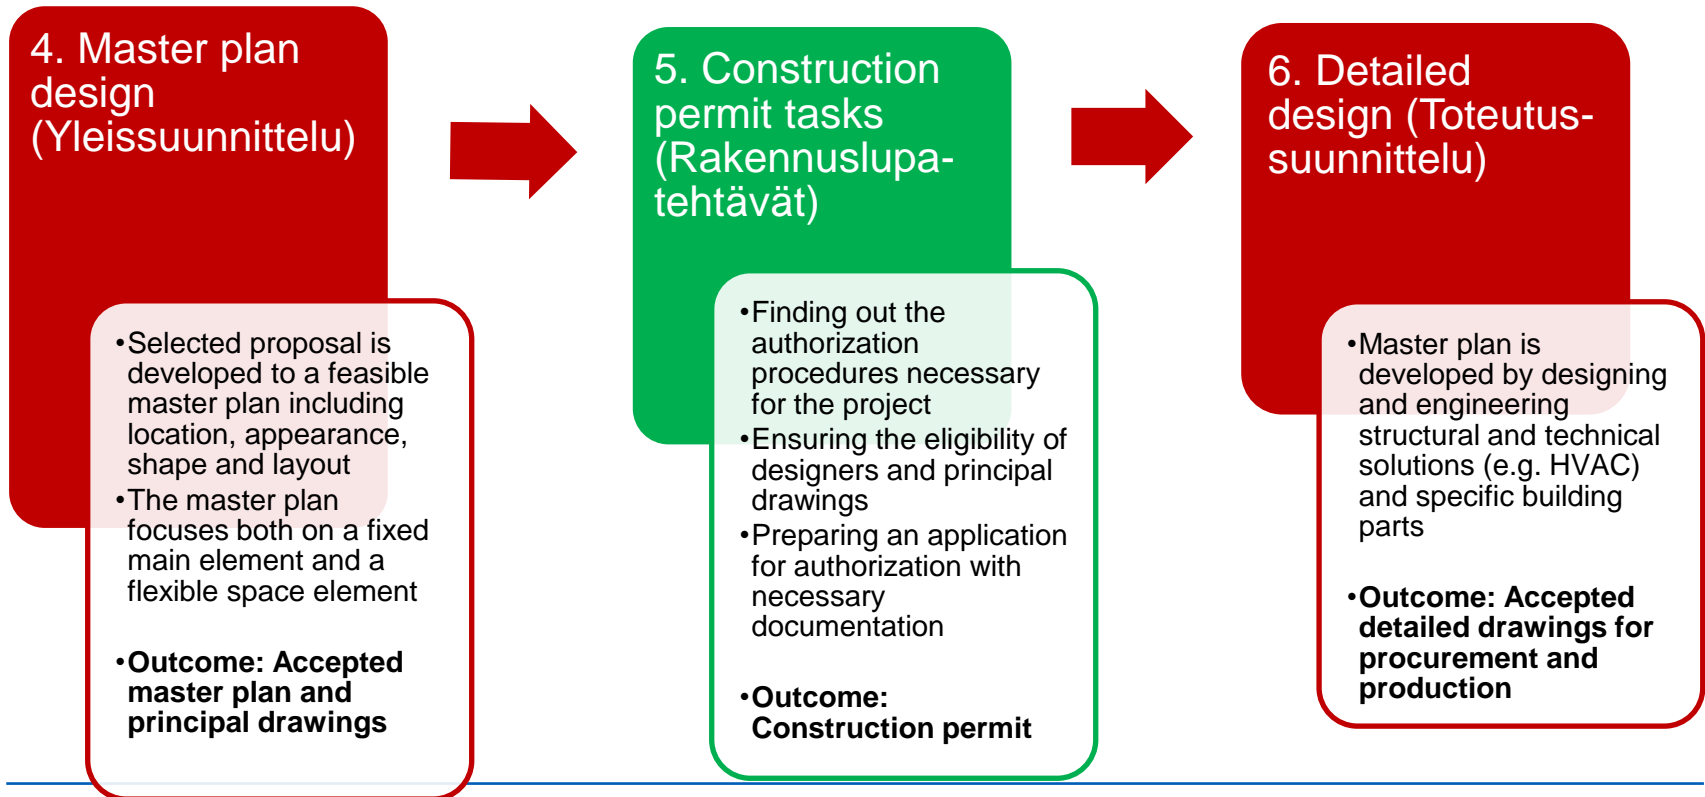 4. Master plan
design
(Yleissuunnittelu)
•Selected proposal is
developed to a feasible
master plan including
location, appearance,
shape and layout
•The master plan
focuses both on a fixed
main element and a
flexible space element
•Outcome: Accepted
master plan and
principal drawings
5. Construction
permit tasks
(Rakennuslupa-
tehtävät)
•Finding out the
authorization
procedures necessary
for the project
•Ensuring the eligibility of
designers and principal
drawings
•Preparing an application
for authorization with
necessary
documentation
•Outcome:
Construction permit
6. Detailed
design (Toteutus-
suunnittelu)
•Master plan is
developed by designing
and engineering
structural and technical
solutions (e.g. HVAC)
and specific building
parts
•Outcome: Accepted
detailed drawings for
procurement and
production